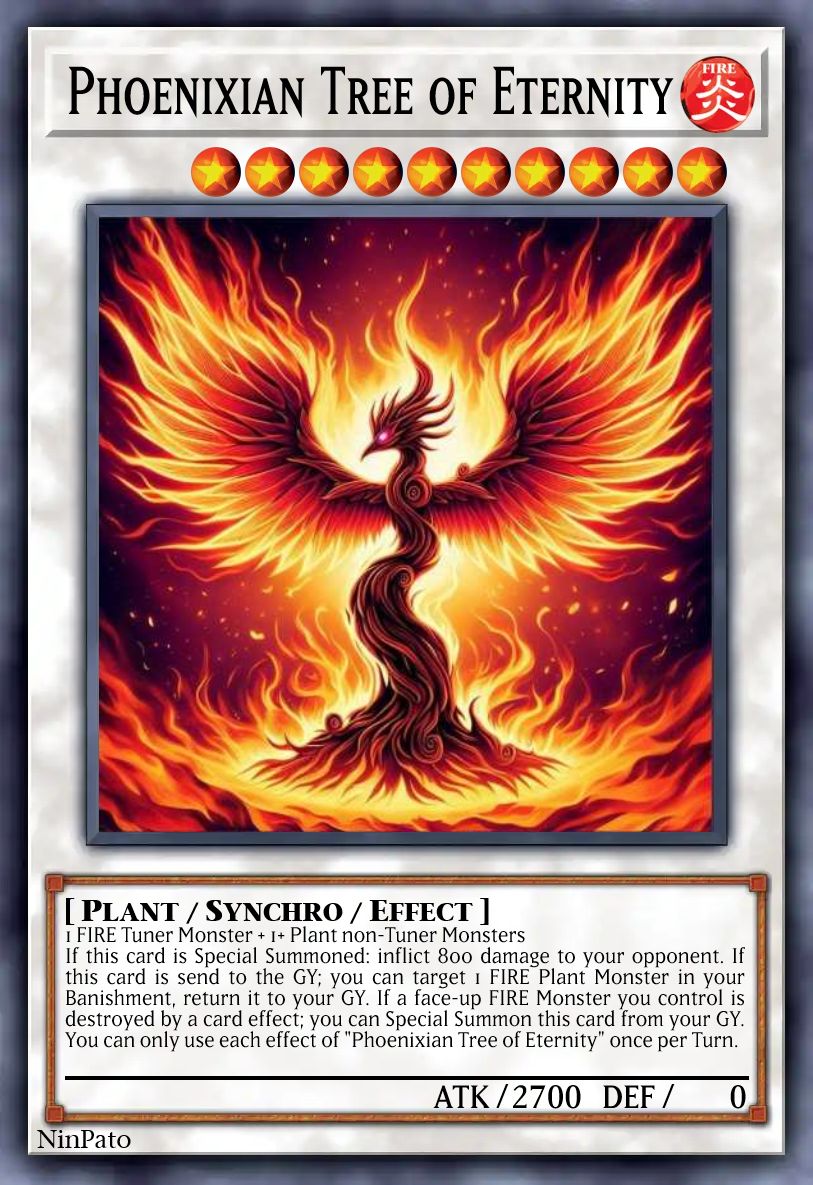 Phoenixian Tree of Eternity
FIRE
炎
[ Plant / Synchro / Effect ]
1 FIRE Tuner Monster + 1+ Plant non-Tuner Monsters
If this card is Special Summoned: inflict 800 damage to your opponent. If
this card is send to the GY; you can target 1 FIRE Plant Monster in your
Banishment, return it to your GY. If a face-up FIRE Monster you control is
destroyed by a card effect; you can Special Summon this card from your GY.
You can only use each effect of "Phoenixian Tree of Eternity" once per Turn.
ATK / 2700 DEF / 0
NinPato